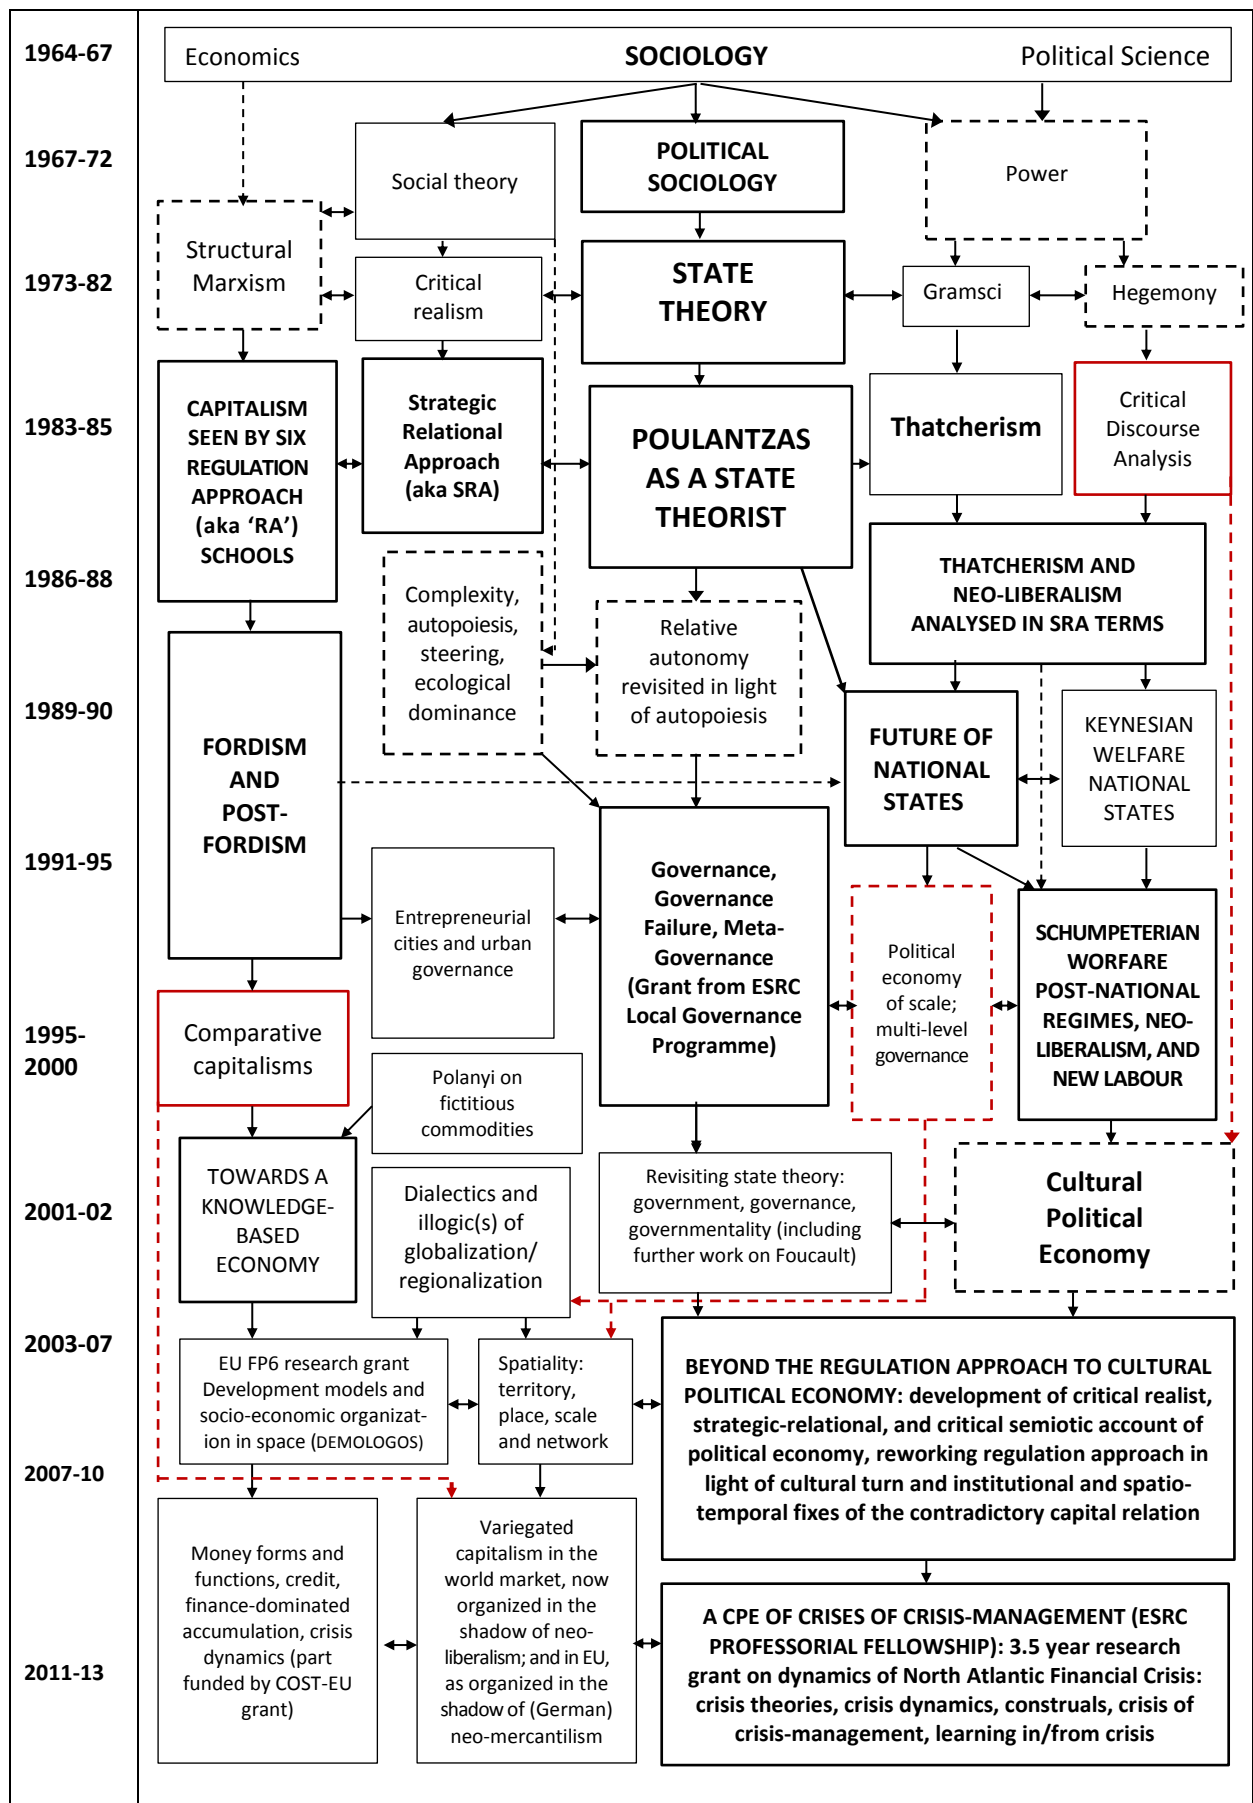 1964-67
Economics
SOCIOLOGY
Political Science
1967-72
Social theory
POLITICAL
SOCIOLOGY
Power
1973-82
Structural
Marxism
Critical
realism
STATE
THEORY
Gramsci
Hegemony
1983-85
CAPITALISM
SEEN BY SIX
REGULATION
APPROACH
(aka ‘RA’)
SCHOOLS
Strategic
Relational
Approach
(aka SRA)
POULANTZAS
AS A STATE
THEORIST
Thatcherism
Critical
Discourse
Analysis
1986-88
Complexity,
autopoiesis,
steering,
ecological
dominance
Relative
autonomy
revisited in light
of autopoiesis
THATCHERISM AND
NEO-LIBERALISM
ANALYSED IN SRA TERMS
1989-90
FORDISM
AND
POST-
FORDISM
FUTURE OF
NATIONAL
STATES
KEYNESIAN
WELFARE
NATIONAL
STATES
1991-95
Entrepreneurial
cities and urban
governance
Governance,
Governance
Failure, Meta-
Governance
(Grant from ESRC
Local Governance
Programme)
Political
economy
of scale;
multi-level
governance
SCHUMPETERIAN
WORFARE
POST-NATIONAL
REGIMES, NEO-
LIBERALISM, AND
NEW LABOUR
1995-
2000
Comparative
capitalisms
Polanyi on
fictitious
commodities
2001-02
TOWARDS A
KNOWLEDGE-
BASED
ECONOMY
Dialectics and
illogic(s) of
globalization/
regionalization
Revisiting state theory:
government, governance,
governmentality (including
further work on Foucault)
Cultural
Political
Economy
2003-07
EU FP6 research grant
Development models and
socio-economic organizat-
ion in space (DEMOLOGOS)
Spatiality:
territory,
place, scale
and network
BEYOND THE REGULATION APPROACH TO CULTURAL
POLITICAL ECONOMY: development of critical realist,
strategic-relational, and critical semiotic account of
political economy, reworking regulation approach in
light of cultural turn and institutional and spatio-
temporal fixes of the contradictory capital relation
2007-10
Money forms and
functions, credit,
finance-dominated
accumulation, crisis
dynamics (part
funded by COST-EU
grant)
Variegated
capitalism in the
world market, now
organized in the
shadow of neo-
liberalism; and in EU,
as organized in the
shadow of (German)
neo-mercantilism
2011-13
A CPE OF CRISES OF CRISIS-MANAGEMENT (ESRC
PROFESSORIAL FELLOWSHIP): 3.5 year research
grant on dynamics of North Atlantic Financial Crisis:
crisis theories, crisis dynamics, construals, crisis of
crisis-management, learning in/from crisis